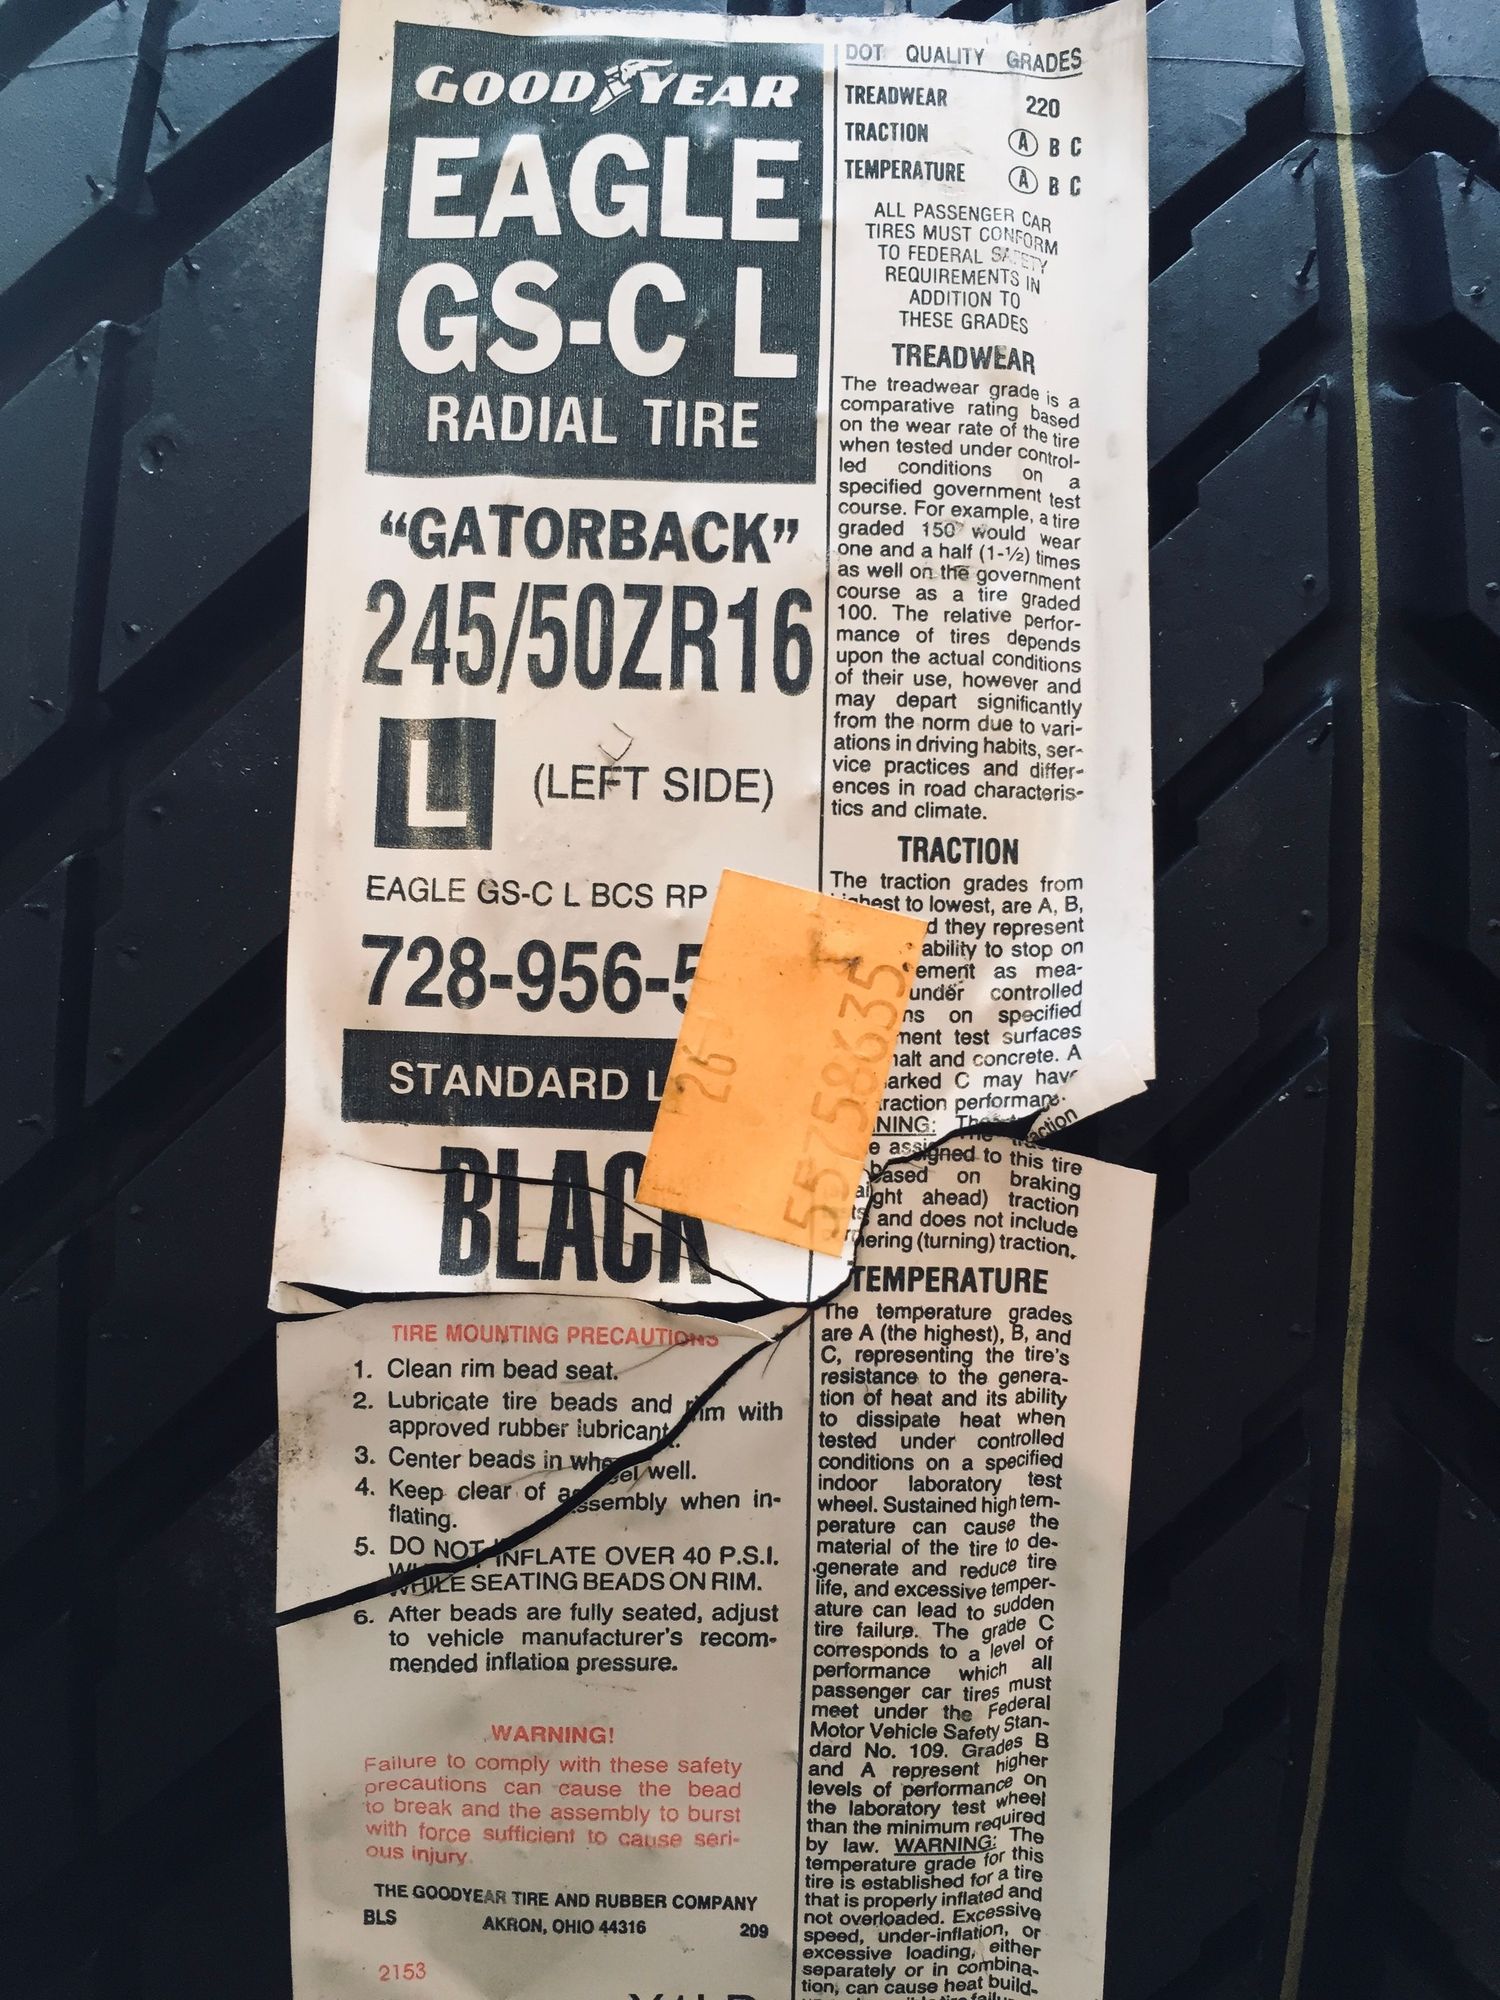 GOODYEAR
EAGLE
GS-C L
RADIAL TIRE
"GATORBACK"
245/50ZR16
L (LEFT SIDE)
EAGLE GS-C L BCS RP
728-956-5
STANDARD L
BLACK
TIRE MOUNTING PRECAUTIONS
1. Clean rim bead seat.
2. Lubricate tire beads and rim with
approved rubber lubricant.
3. Center beads in wheel well.
4. Keep clear of assembly when in-
flating.
5. DO NOT INFLATE OVER 40 P.S.I.
WHILE SEATING BEADS ON RIM.
6. After beads are fully seated, adjust
to vehicle manufacturer's recom-
mended inflation pressure.
WARNING!
Failure to comply with these safety
precautions can cause the bead
to break and the assembly to burst
with force sufficient to cause seri-
ous injury.
THE GOODYEAR TIRE AND RUBBER COMPANY
BLS AKRON, OHIO 44316 209
2153
26
55758635
DOT QUALITY GRADES
TREADWEAR 220
TRACTION A B C
TEMPERATURE A B C
ALL PASSENGER CAR
TIRES MUST CONFORM
TO FEDERAL SAFETY
REQUIREMENTS IN
ADDITION TO
THESE GRADES
TREADWEAR
The treadwear grade is a
comparative rating based
on the wear rate of the tire
when tested under control-
led conditions on a
specified government test
course. For example, a tire
graded 150 would wear
one and a half (1-½) times
as well on the government
course as a tire graded
100. The relative perfor-
mance of tires depends
upon the actual conditions
of their use, however and
may depart significantly
from the norm due to vari-
ations in driving habits, ser-
vice practices and differ-
ences in road characteris-
tics and climate.
TRACTION
The traction grades from
highest to lowest, are A, B,
d they represent
ability to stop on
ement as mea-
under controlled
ns on specified
ment test surfaces
halt and concrete. A
arked C may have
traction performance.
NING: The traction
e assigned to this tire
based on braking
ght ahead) traction
ts and does not include
nering (turning) traction.
TEMPERATURE
The temperature grades
are A (the highest), B, and
C, representing the tire's
resistance to the genera-
tion of heat and its ability
to dissipate heat when
tested under controlled
conditions on a specified
indoor laboratory test
wheel. Sustained high tem-
perature can cause the
material of the tire to de-
generate and reduce tire
life, and excessive temper-
ature can lead to sudden
tire failure. The grade C
corresponds to a level of
performance which all
passenger car tires must
meet under the Federal
Motor Vehicle Safety Stan-
dard No. 109. Grades B
and A represent higher
levels of performance on
the laboratory test wheel
than the minimum required
by law. WARNING: The
temperature grade for this
tire is established for a tire
that is properly inflated and
not overloaded. Excessive
speed, under-inflation, or
excessive loading, either
separately or in combina-
tion, can cause heat build-